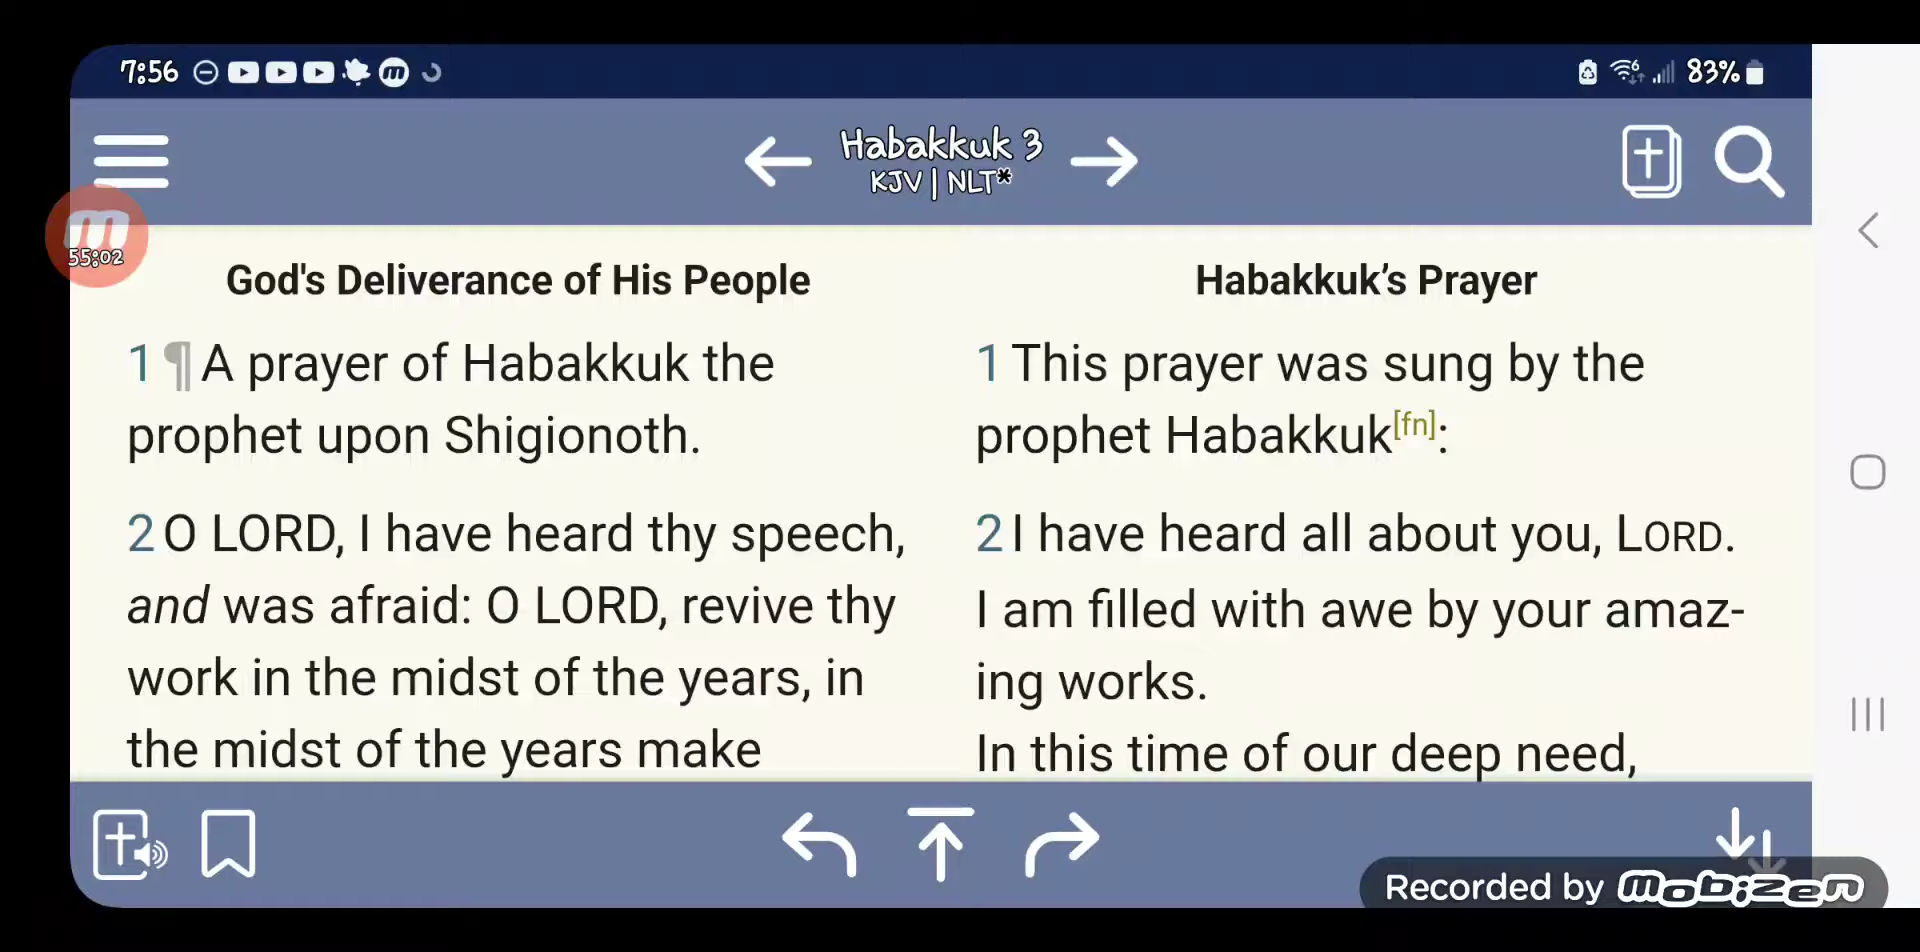 7:56
83%
Habakkuk 3
KJV | NLT*
55:02
God's Deliverance of His People
1 ¶ A prayer of Habakkuk the
prophet upon Shigionoth.
2 O LORD, I have heard thy speech,
and was afraid: O LORD, revive thy
work in the midst of the years, in
the midst of the years make
Habakkuk’s Prayer
1 This prayer was sung by the
prophet Habakkuk[fn]:
2 I have heard all about you, LORD.
I am filled with awe by your amaz-
ing works.
In this time of our deep need,
Recorded by Mobizen